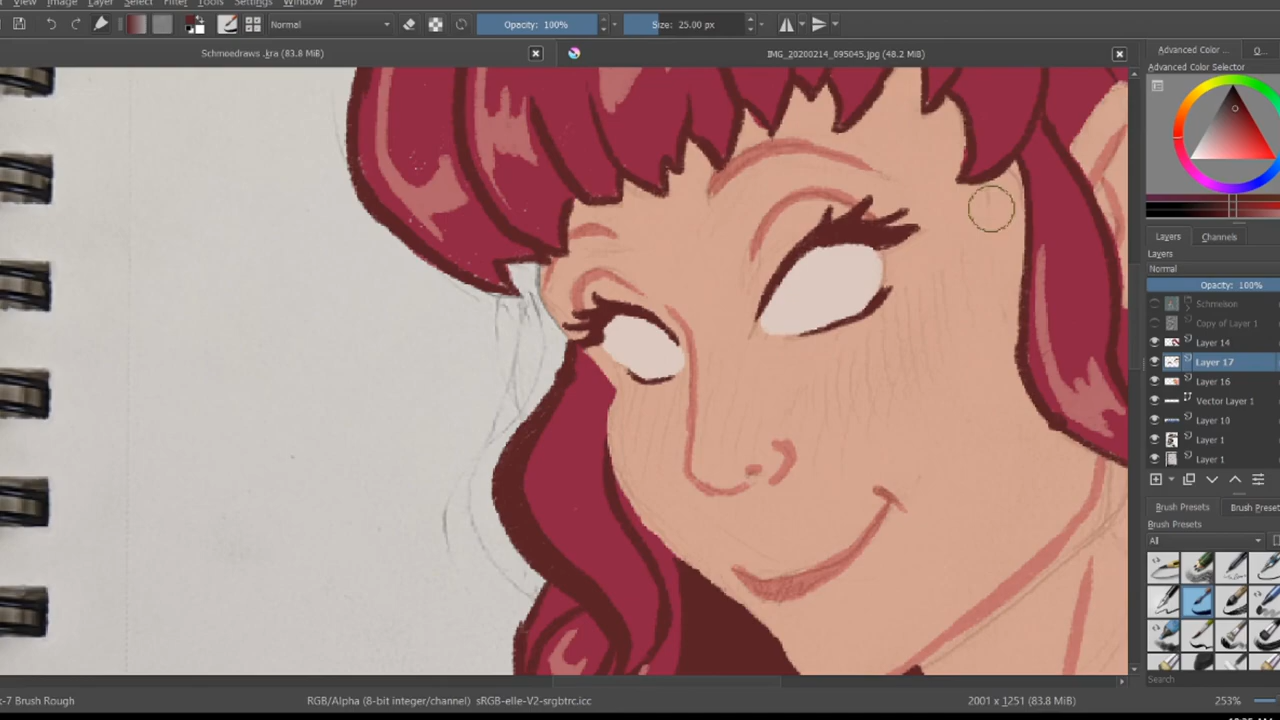 View Image Layer Select Filter Tools Settings Window Help
Normal Opacity: 100% Size: 25.00 px
Schmoedraws .kra (83.8 MiB) IMG_20200214_095045.jpg (48.2 MiB)
Advanced Color ...
Advanced Color Selector
Layers Channels
Layers
Normal
Opacity: 100%
Copy of Layer 1
Layer 14
Layer 17
Layer 16
Vector Layer 1
Layer 10
Layer 1
Layer 1
Brush Presets Brush Preset
Brush Presets
All
Search
-7 Brush Rough RGB/Alpha (8-bit integer/channel) sRGB-elle-V2-srgbtrc.icc 2001 x 1251 (83.8 MiB) 253%